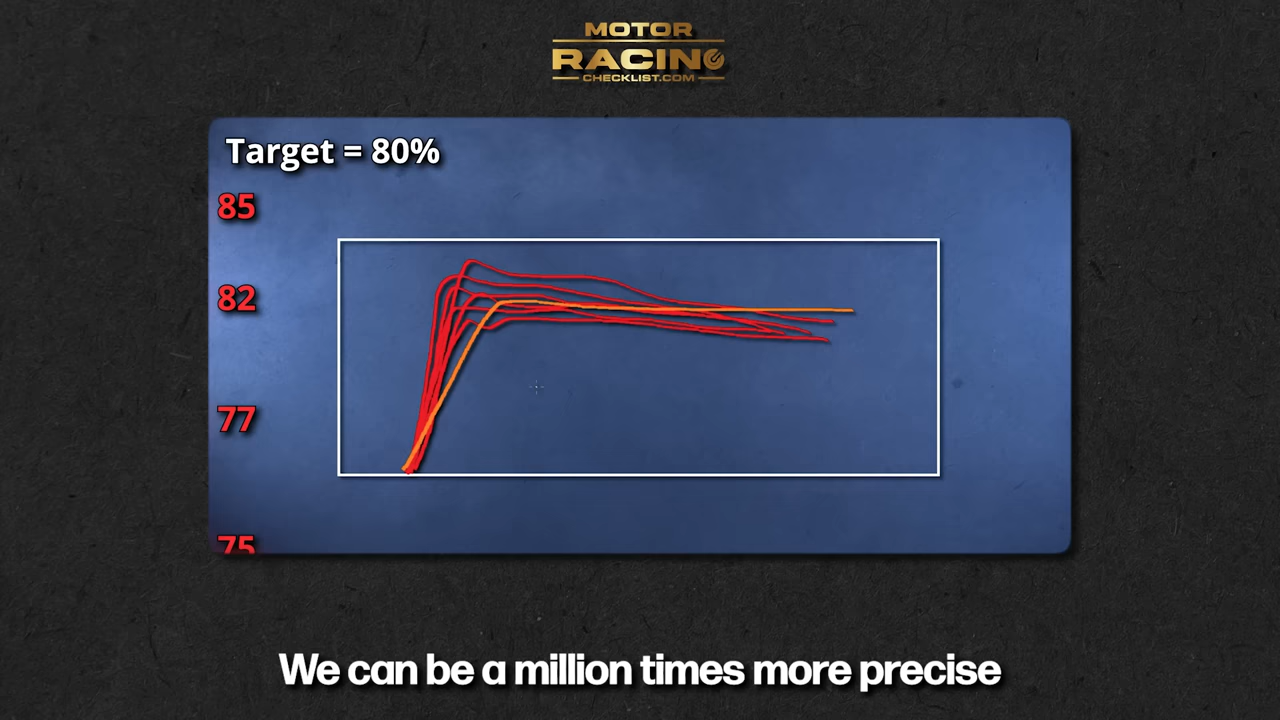 MOTOR
RACING
CHECKLIST.COM
Target = 80%
85
82
77
75
We can be a million times more precise